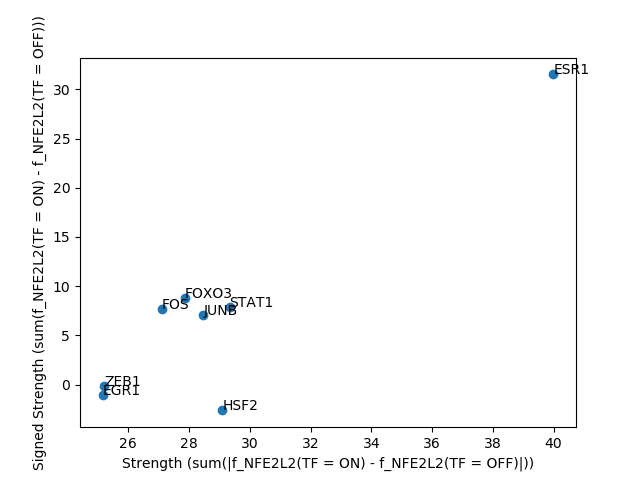 Signed Strength (sum(f_NFE2L2(TF = ON) - f_NFE2L2(TF = OFF)))
30
25
20
15
10
5
0
ESR1
FOXO3
FOS
STAT1
JUNB
ZEB1
EGR1
HSF2
26 28 30 32 34 36 38 40
Strength (sum(|f_NFE2L2(TF = ON) - f_NFE2L2(TF = OFF)|))